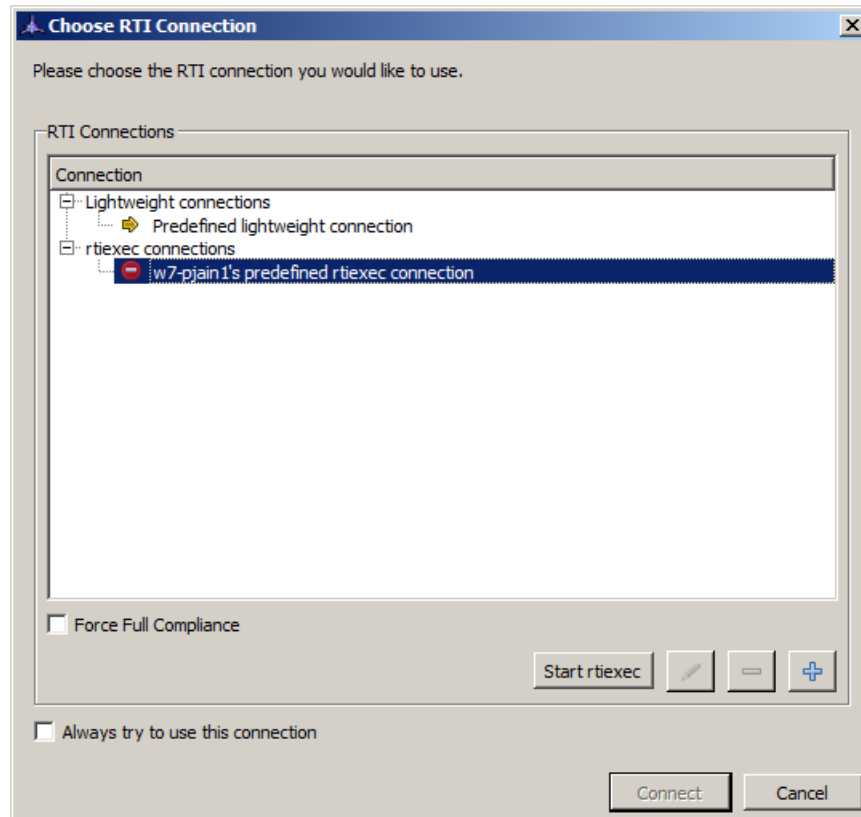 Choose RTI Connection
Please choose the RTI connection you would like to use.
RTI Connections
Connection
Lightweight connections
Predefined lightweight connection
rtiexec connections
w7-pjain1's predefined rtiexec connection
Force Full Compliance
Start rtiexec
Always try to use this connection
Connect Cancel